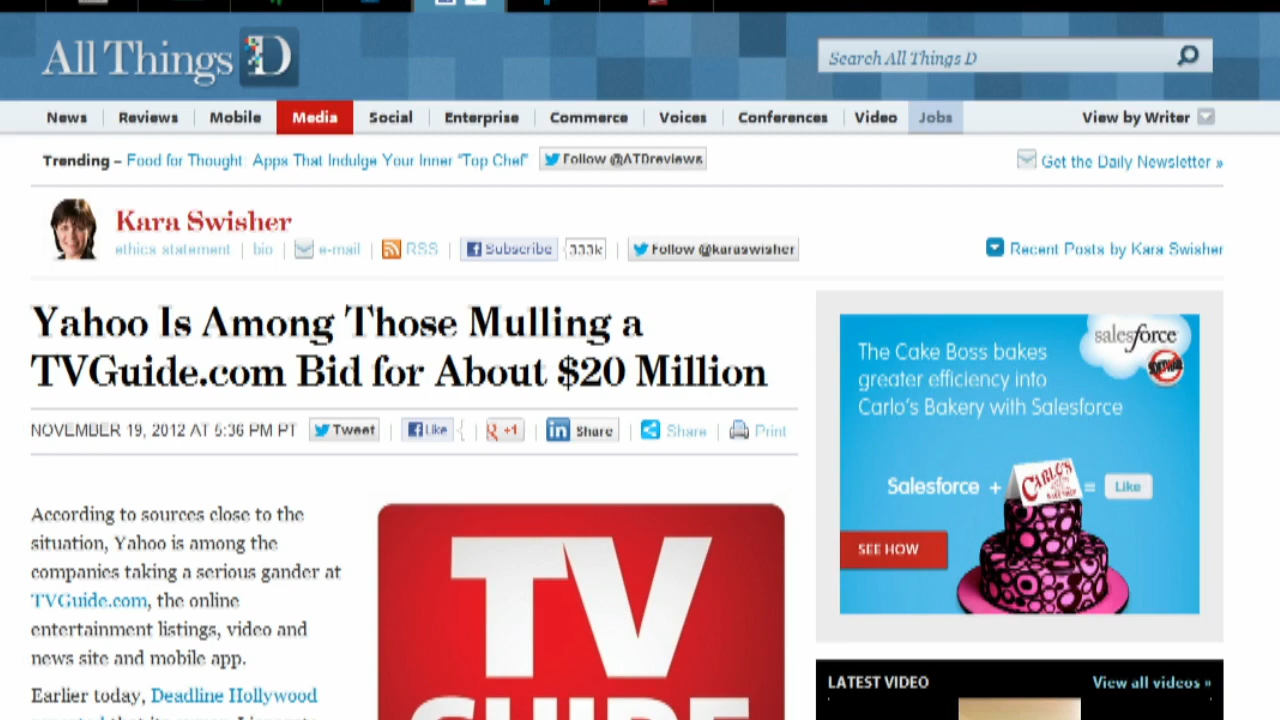 All Things D
Search All Things D
News Reviews Mobile Media Social Enterprise Commerce Voices Conferences Video Jobs View by Writer
Trending – Food for Thought: Apps That Indulge Your Inner "Top Chef" Follow @ATDreviews Get the Daily Newsletter »
Kara Swisher
ethics statement | bio | e-mail | RSS | Subscribe 333k | Follow @karaswisher Recent Posts by Kara Swisher
Yahoo Is Among Those Mulling a
TVGuide.com Bid for About $20 Million
NOVEMBER 19, 2012 AT 5:36 PM PT Tweet | Like | +1 | in Share | Share | Print
According to sources close to the
situation, Yahoo is among the
companies taking a serious gander at
TVGuide.com, the online
entertainment listings, video and
news site and mobile app.
Earlier today, Deadline Hollywood
TV
GUIDE
salesforce
The Cake Boss bakes
greater efficiency into
Carlo's Bakery with Salesforce
Salesforce + CARLO'S = Like
SEE HOW
LATEST VIDEO View all videos »